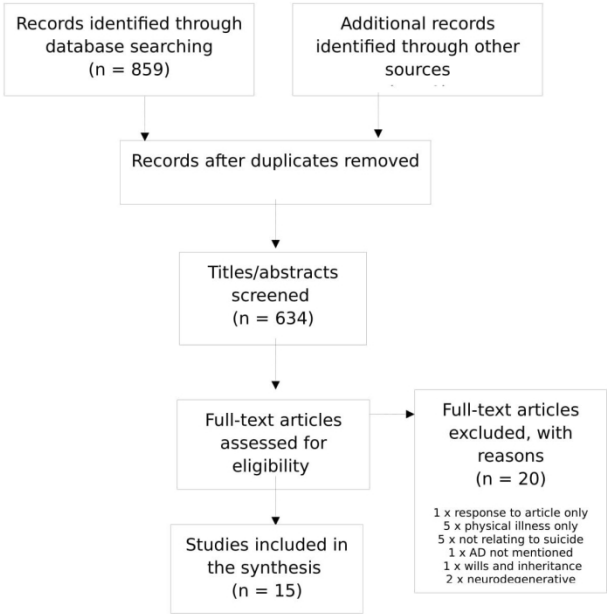 Records identified through
database searching
(n = 859)
Additional records
identified through other
sources
Records after duplicates removed
Titles/abstracts
screened
(n = 634)
Full-text articles
assessed for
eligibility
Full-text articles
excluded, with
reasons
(n = 20)
1 x response to article only
5 x physical illness only
5 x not relating to suicide
1 x AD not mentioned
1 x wills and inheritance
2 x neurodegenerative
Studies included in
the synthesis
(n = 15)